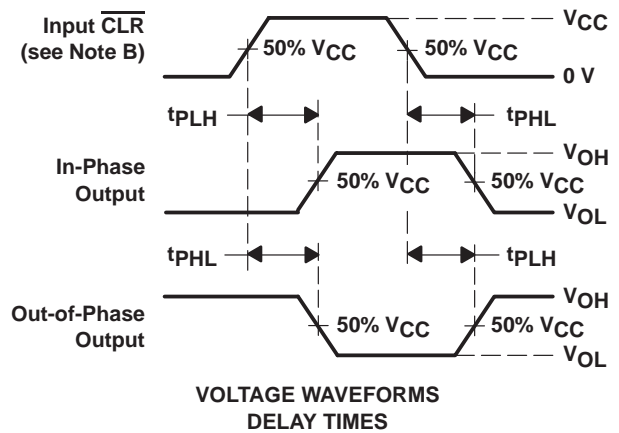 Input CLR
(see Note B)
50% VCC
50% VCC
VCC
0 V
tPLH
tPHL
In-Phase
Output
50% VCC
50% VCC
VOH
VOL
tPHL
tPLH
Out-of-Phase
Output
50% VCC
50% VCC
VOH
VOL
VOLTAGE WAVEFORMS
DELAY TIMES